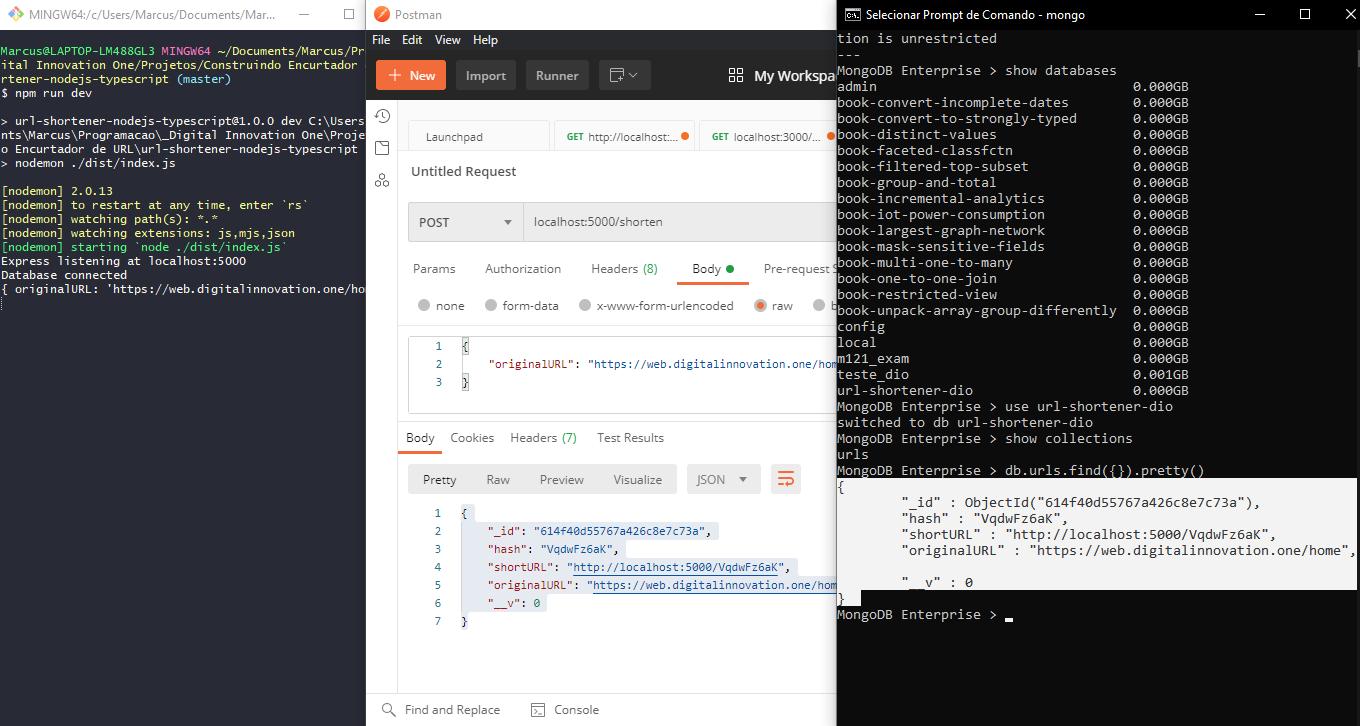 MINGW64:/c/Users/Marcus/Documents/Mar...
Marcus@LAPTOP-LM488GL3 MINGW64 ~/Documents/Marcus/Pr
ital Innovation One/Projetos/Construindo Encurtador
rtener-nodejs-typescript (master)
$ npm run dev
> url-shortener-nodejs-typescript@1.0.0 dev C:\Users
nts\Marcus\Programacao\_Digital Innovation One\Proje
o Encurtador de URL\url-shortener-nodejs-typescript
> nodemon ./dist/index.js
[nodemon] 2.0.13
[nodemon] to restart at any time, enter `rs`
[nodemon] watching path(s): *.*
[nodemon] watching extensions: js,mjs,json
[nodemon] starting `node ./dist/index.js`
Express listening at localhost:5000
Database connected
{ originalURL: 'https://web.digitalinnovation.one/ho
Postman
File Edit View Help
+ New Import Runner My Workspa
Launchpad GET http://localhost:... GET localhost:3000/...
Untitled Request
POST localhost:5000/shorten
Params Authorization Headers (8) Body Pre-request S
none form-data x-www-form-urlencoded raw b
1 {
2 "originalURL": "https://web.digitalinnovation.one/hom
3 }
Body Cookies Headers (7) Test Results
Pretty Raw Preview Visualize JSON
1 {
2 "_id": "614f40d55767a426c8e7c73a",
3 "hash": "VqdwFz6aK",
4 "shortURL": "http://localhost:5000/VqdwFz6aK",
5 "originalURL": "https://web.digitalinnovation.one/hom
6 "__v": 0
7 }
Find and Replace Console
Selecionar Prompt de Comando - mongo
tion is unrestricted
---
MongoDB Enterprise > show databases
admin 0.000GB
book-convert-incomplete-dates 0.000GB
book-convert-to-strongly-typed 0.000GB
book-distinct-values 0.000GB
book-faceted-classfctn 0.000GB
book-filtered-top-subset 0.000GB
book-group-and-total 0.000GB
book-incremental-analytics 0.000GB
book-iot-power-consumption 0.000GB
book-largest-graph-network 0.000GB
book-mask-sensitive-fields 0.000GB
book-multi-one-to-many 0.000GB
book-one-to-one-join 0.000GB
book-restricted-view 0.000GB
book-unpack-array-group-differently 0.000GB
config 0.000GB
local 0.000GB
m121_exam 0.000GB
teste_dio 0.001GB
url-shortener-dio 0.000GB
MongoDB Enterprise > use url-shortener-dio
switched to db url-shortener-dio
MongoDB Enterprise > show collections
urls
MongoDB Enterprise > db.urls.find({}).pretty()
{
"_id" : ObjectId("614f40d55767a426c8e7c73a"),
"hash" : "VqdwFz6aK",
"shortURL" : "http://localhost:5000/VqdwFz6aK",
"originalURL" : "https://web.digitalinnovation.one/home",
"__v" : 0
}
MongoDB Enterprise >